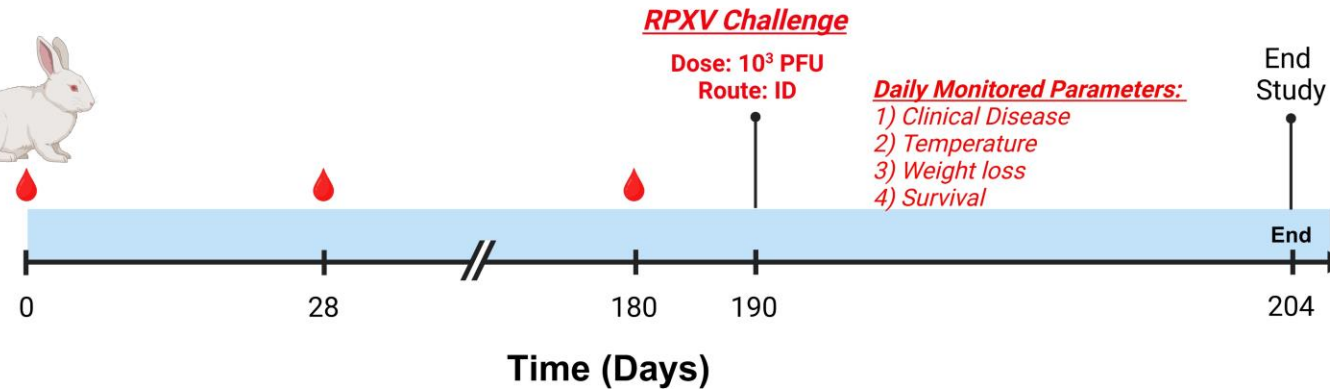 RPXV Challenge
Dose: 10³ PFU
Route: ID
Daily Monitored Parameters:
1) Clinical Disease
2) Temperature
3) Weight loss
4) Survival
End
Study
End
0
28
180
190
204
Time (Days)